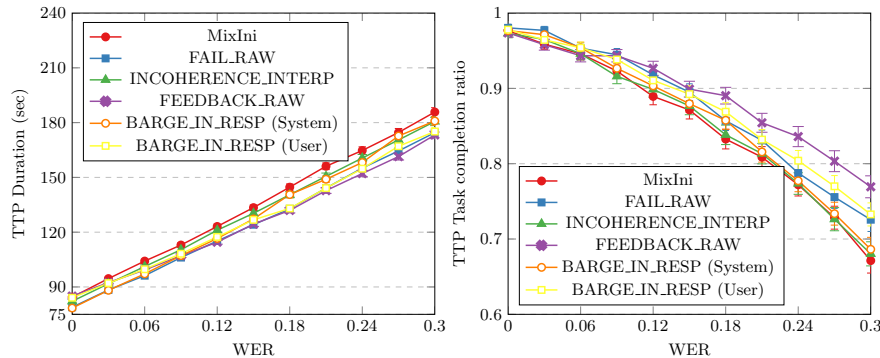 240
210
180
150
120
90
75
TTP Duration (sec)
MixIni
FAIL_RAW
INCOHERENCE_INTERP
FEEDBACK_RAW
BARGE_IN_RESP (System)
BARGE_IN_RESP (User)
0
0.06
0.12
0.18
0.24
0.3
WER
1
0.9
0.8
0.7
0.6
TTP Task completion ratio
MixIni
FAIL_RAW
INCOHERENCE_INTERP
FEEDBACK_RAW
BARGE_IN_RESP (System)
BARGE_IN_RESP (User)
0
0.06
0.12
0.18
0.24
0.3
WER